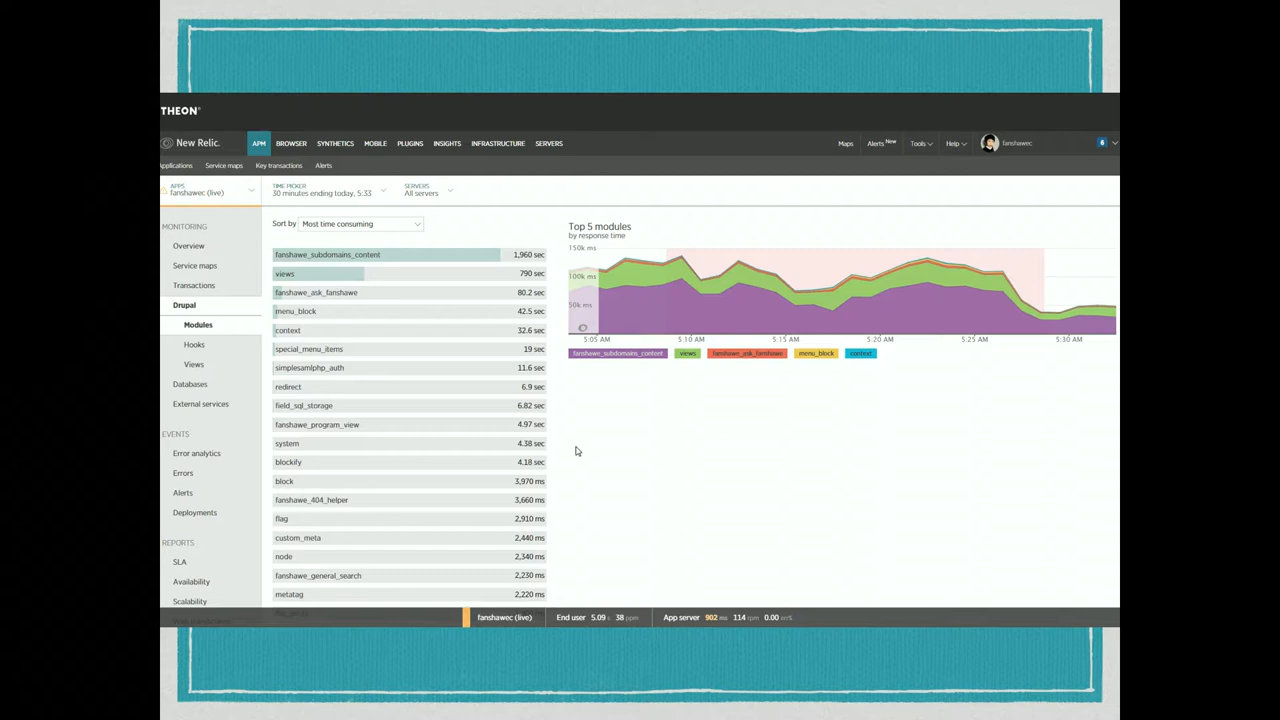 THEON®
New Relic.
APM BROWSER SYNTHETICS MOBILE PLUGINS INSIGHTS INFRASTRUCTURE SERVERS
Maps Alerts New Tools Help fanshawec 6
Applications Service maps Key transactions Alerts
APPS
fanshawec (live)
TIME PICKER
30 minutes ending today, 5:33
SERVERS
All servers
MONITORING
Overview
Service maps
Transactions
Drupal
Modules
Hooks
Views
Databases
External services
EVENTS
Error analytics
Errors
Alerts
Deployments
REPORTS
SLA
Availability
Scalability
Sort by Most time consuming
fanshawe_subdomains_content 1,960 sec
views 790 sec
fanshawe_ask_fanshawe 80.2 sec
menu_block 42.5 sec
context 32.6 sec
special_menu_items 19 sec
simplesamlphp_auth 11.6 sec
redirect 6.9 sec
field_sql_storage 6.82 sec
fanshawe_program_view 4.97 sec
system 4.38 sec
blockify 4.18 sec
block 3,970 ms
fanshawe_404_helper 3,660 ms
flag 2,910 ms
custom_meta 2,440 ms
node 2,340 ms
fanshawe_general_search 2,230 ms
metatag 2,220 ms
Top 5 modules
by response time
150k ms
100k ms
50k ms
5:05 AM 5:10 AM 5:15 AM 5:20 AM 5:25 AM 5:30 AM
fanshawe_subdomains_content views fanshawe_ask_fanshawe menu_block context
fanshawec (live) End user 5.09 s 38 ppm App server 902 ms 114 rpm 0.00 err%